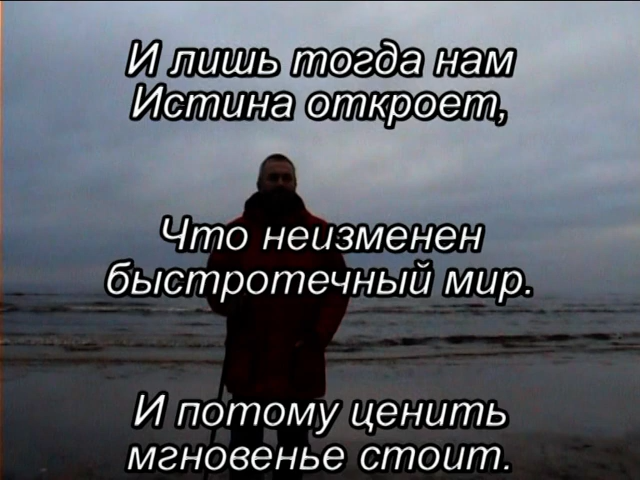 И лишь тогда нам
Истина откроет,
Что неизменен
быстротечный мир.
И потому ценить
мгновенье стоит.